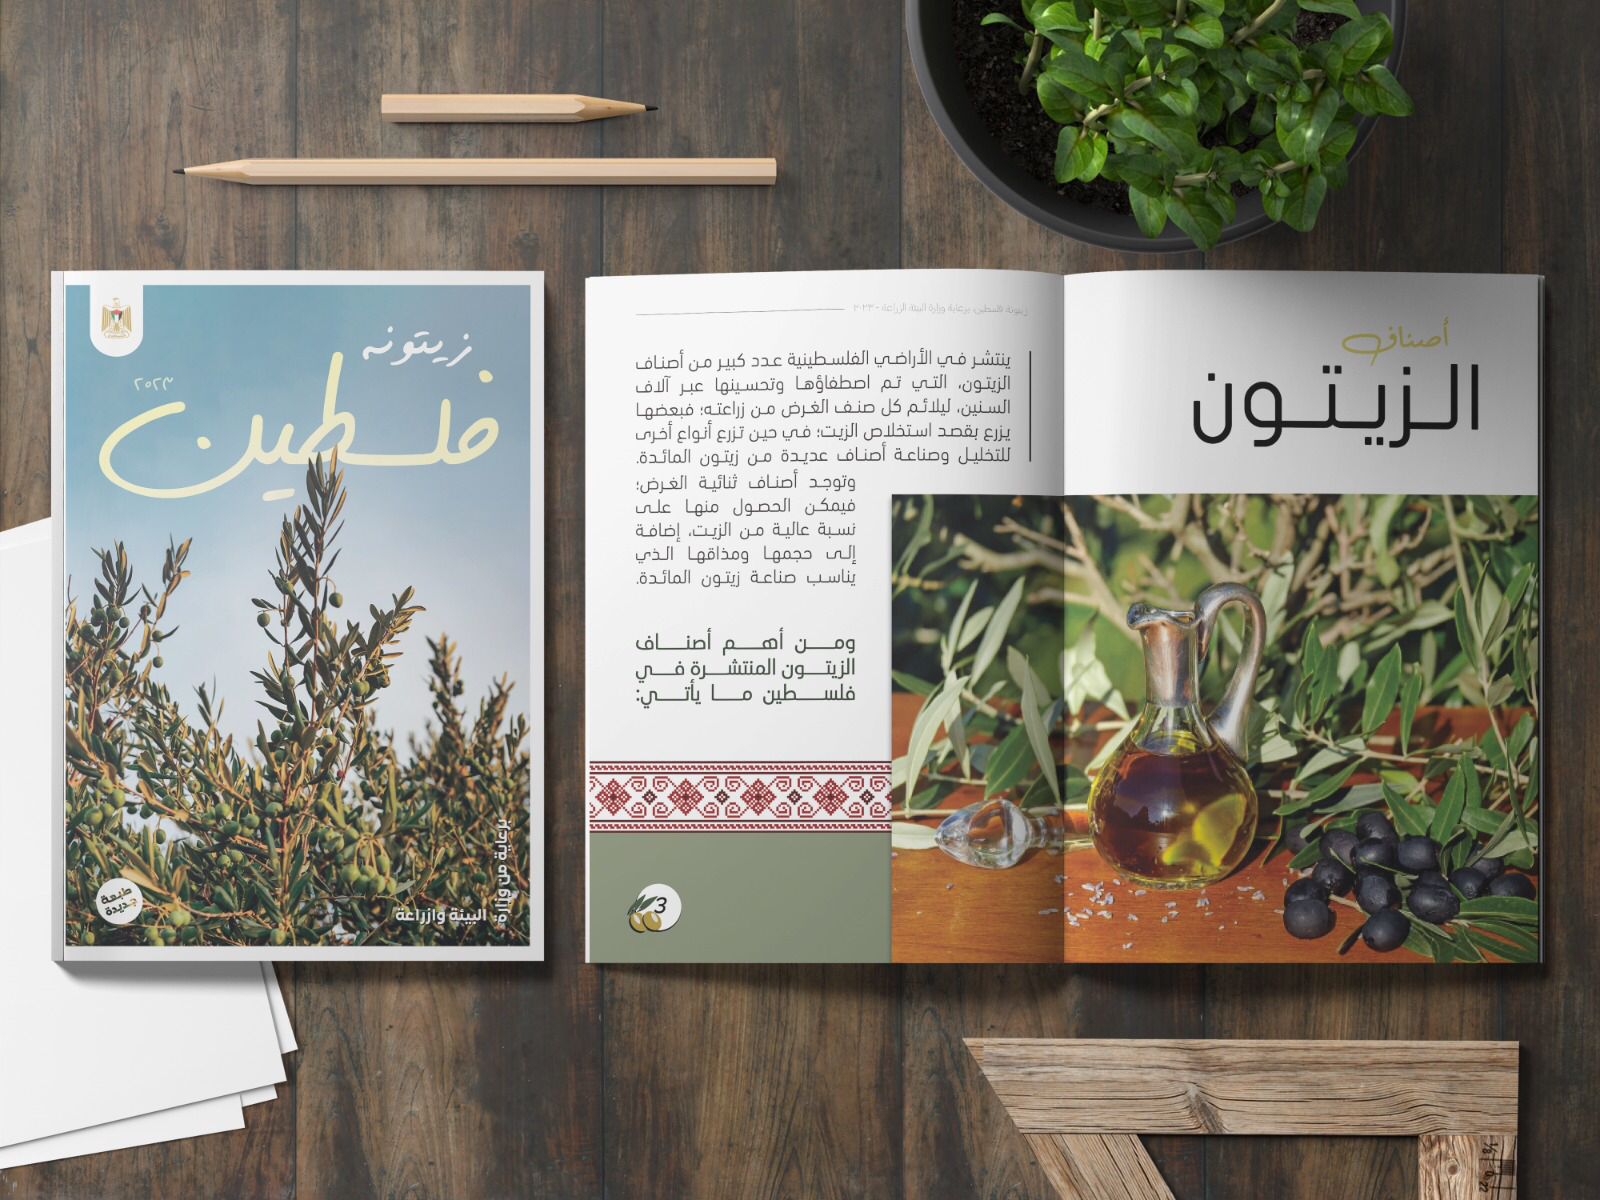 زيتونه
فلسطين
٢٠٢٣
برعاية من وزارة
البيئة وازراعة
طبعة
جديدة
أصناف
الزيتون
زيتونة فلسطين، برعاية وزارة البيئة الزراعة - ٢٠٢٣
ينتشر في الأراضي الفلسطينية عدد كبير من أصناف
الزيتون، التي تم اصطفاؤها وتحسينها عبر آلاف
السنين، ليلائم كل صنف الغرض من زراعته؛ فبعضها
يزرع بقصد استخلاص الزيت؛ في حين تزرع أنواع أخرى
للتخليل وصناعة أصناف عديدة من زيتون المائدة.
وتوجد أصناف ثنائية الغرض؛
فيمكن الحصول منها على
نسبة عالية من الزيت، إضافة
إلى حجمها ومذاقها الذي
يناسب صناعة زيتون المائدة.
ومن أهم أصناف
الزيتون المنتشرة في
فلسطين ما يأتي:
3